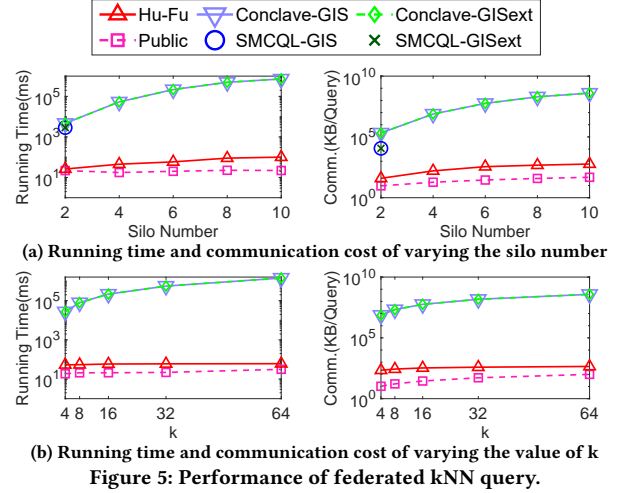 Hu-Fu Conclave-GIS Conclave-GISext
Public SMCQL-GIS SMCQL-GISext
Running Time(ms)
10^5
10^3
10^1
2 4 6 8 10
Silo Number
Comm.(KB/Query)
10^10
10^5
10^0
2 4 6 8 10
Silo Number
(a) Running time and communication cost of varying the silo number
Running Time(ms)
10^5
10^3
10^1
4 8 16 32 64
k
Comm.(KB/Query)
10^10
10^5
10^0
4 8 16 32 64
k
(b) Running time and communication cost of varying the value of k
Figure 5: Performance of federated kNN query.